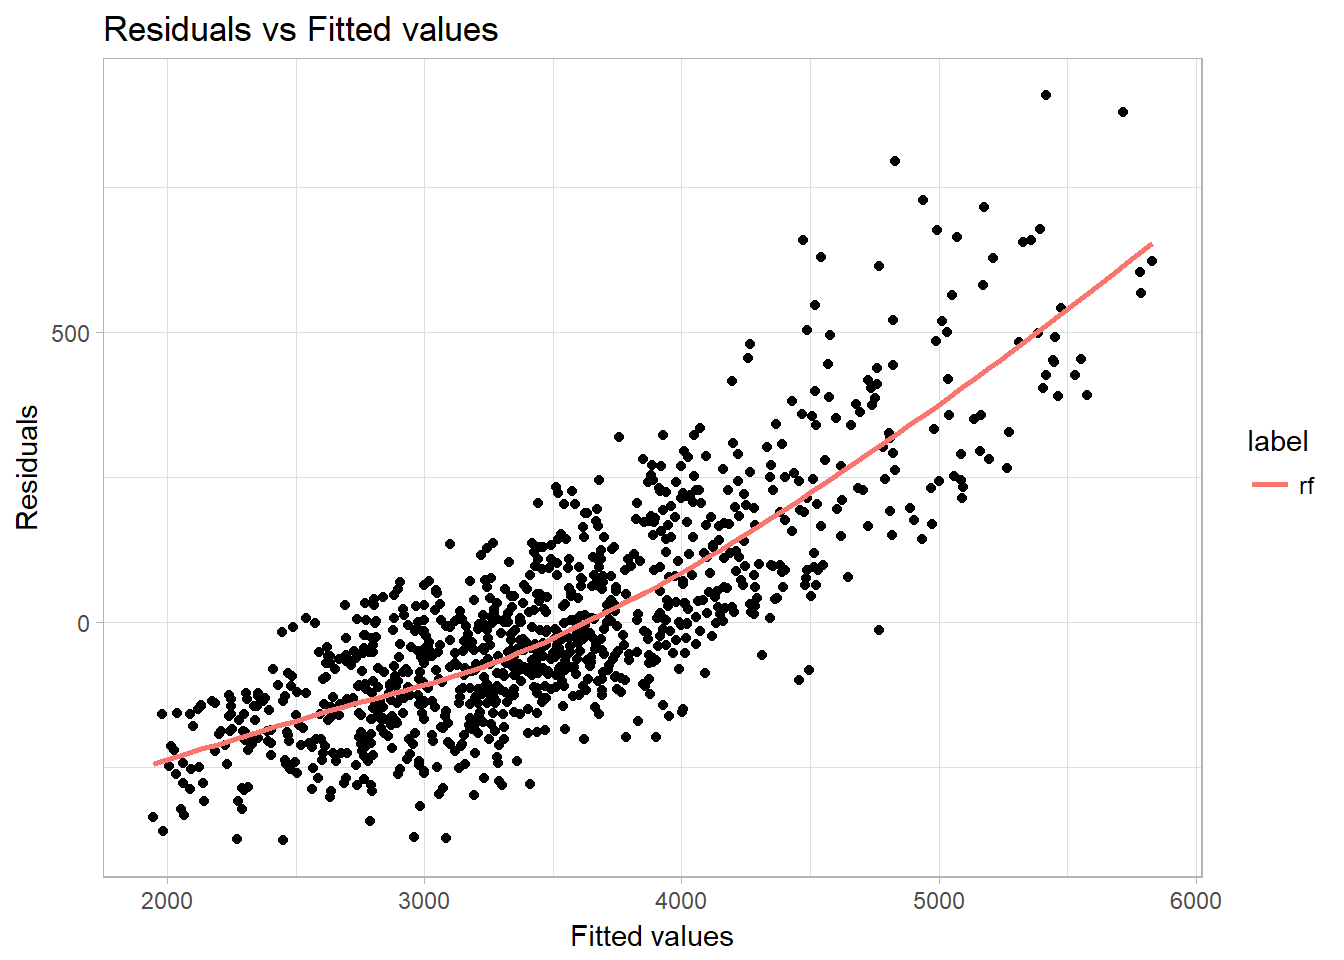 Residuals vs Fitted values
Residuals
500
0
2000 3000 4000 5000 6000
Fitted values
label
rf